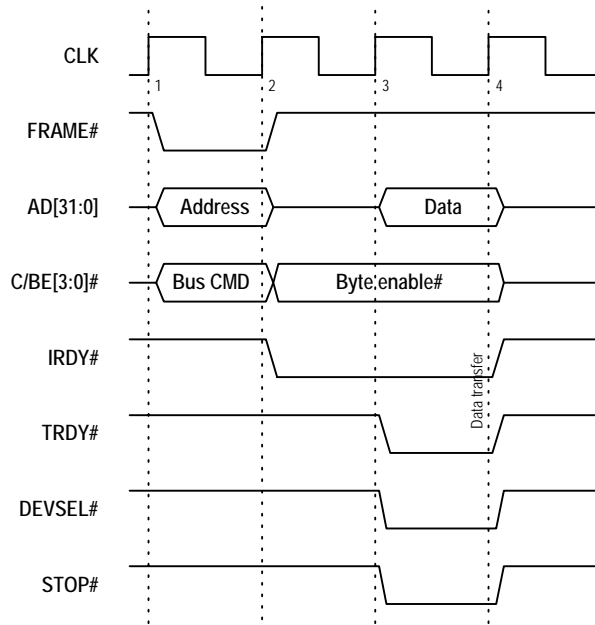 CLK
1 2 3 4
FRAME#
AD[31:0] Address Data
C/BE[3:0]# Bus CMD Byte enable#
IRDY#
Data transfer
TRDY#
DEVSEL#
STOP#